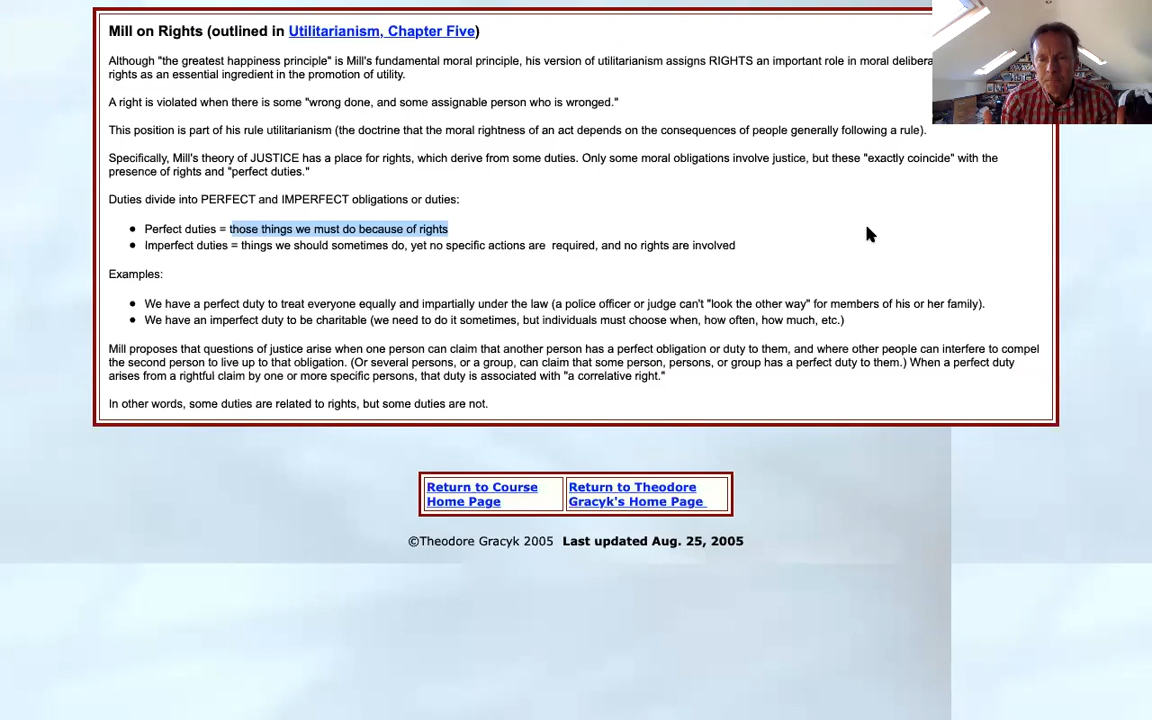 Mill on Rights (outlined in Utilitarianism, Chapter Five)
Although "the greatest happiness principle" is Mill's fundamental moral principle, his version of utilitarianism assigns RIGHTS an important role in moral delibera
rights as an essential ingredient in the promotion of utility.
A right is violated when there is some "wrong done, and some assignable person who is wronged."
This position is part of his rule utilitarianism (the doctrine that the moral rightness of an act depends on the consequences of people generally following a rule).
Specifically, Mill's theory of JUSTICE has a place for rights, which derive from some duties. Only some moral obligations involve justice, but these "exactly coincide" with the
presence of rights and "perfect duties."
Duties divide into PERFECT and IMPERFECT obligations or duties:
● Perfect duties = those things we must do because of rights
● Imperfect duties = things we should sometimes do, yet no specific actions are required, and no rights are involved
Examples:
● We have a perfect duty to treat everyone equally and impartially under the law (a police officer or judge can't "look the other way" for members of his or her family).
● We have an imperfect duty to be charitable (we need to do it sometimes, but individuals must choose when, how often, how much, etc.)
Mill proposes that questions of justice arise when one person can claim that another person has a perfect obligation or duty to them, and where other people can interfere to compel
the second person to live up to that obligation. (Or several persons, or a group, can claim that some person, persons, or group has a perfect duty to them.) When a perfect duty
arises from a rightful claim by one or more specific persons, that duty is associated with "a correlative right."
In other words, some duties are related to rights, but some duties are not.
Return to Course
Home Page
Return to Theodore
Gracyk's Home Page
©Theodore Gracyk 2005 Last updated Aug. 25, 2005